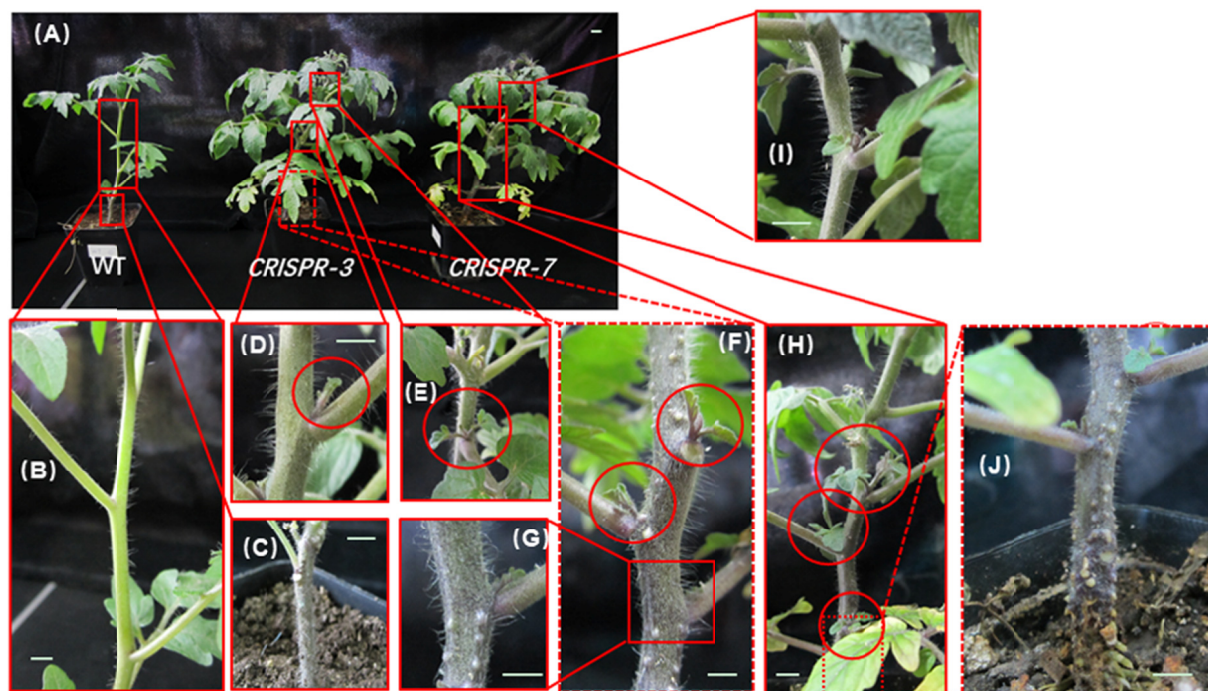 (A)
(I)
WT
CRISPR-3
CRISPR-7
(D)
(F)
(H)
(E)
(B)
(J)
(G)
(C)